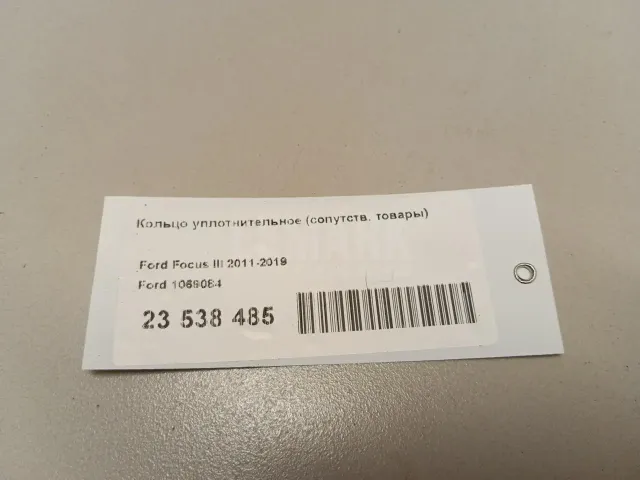 Кольцо уплотнительное (сопутств. товары)
Ford Focus III 2011-2019
Ford 1069084
23 538 485